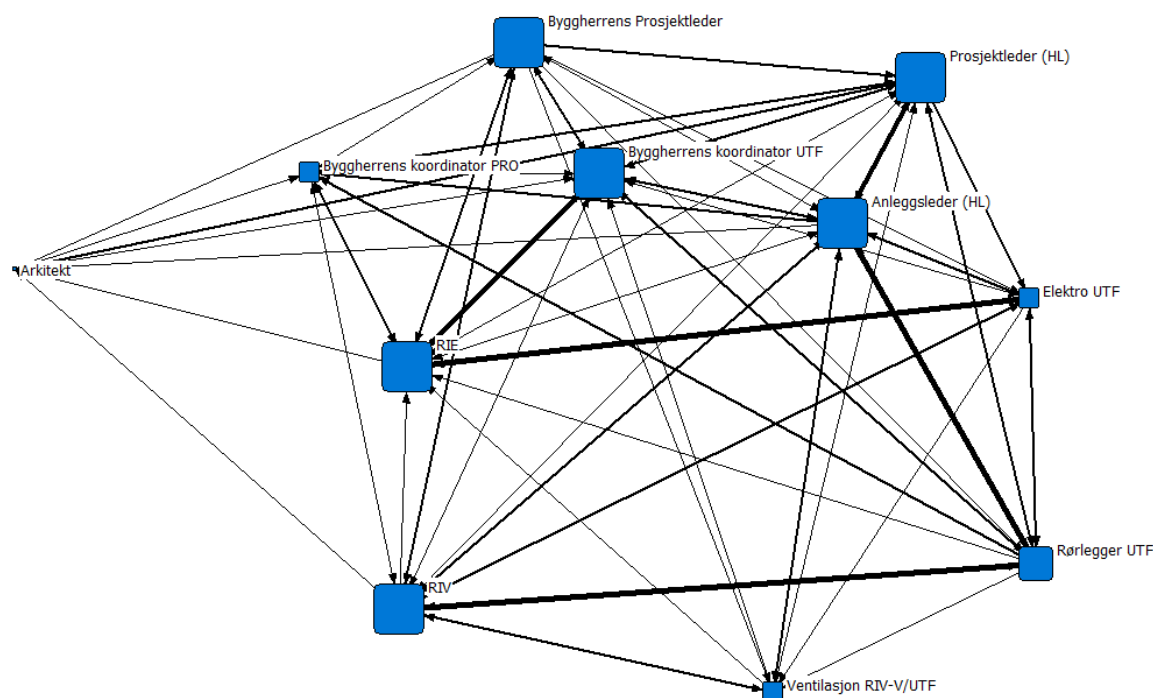 Byggherrens Prosjektleder
Prosjektleder (HL)
Byggherrens koordinator UTF
Byggherrens koordinator PRO
Anleggsleder (HL)
Arkitekt
Elektro UTF
RIE
Rørlegger UTF
RIV
Ventilasjon RIV-V/UTF